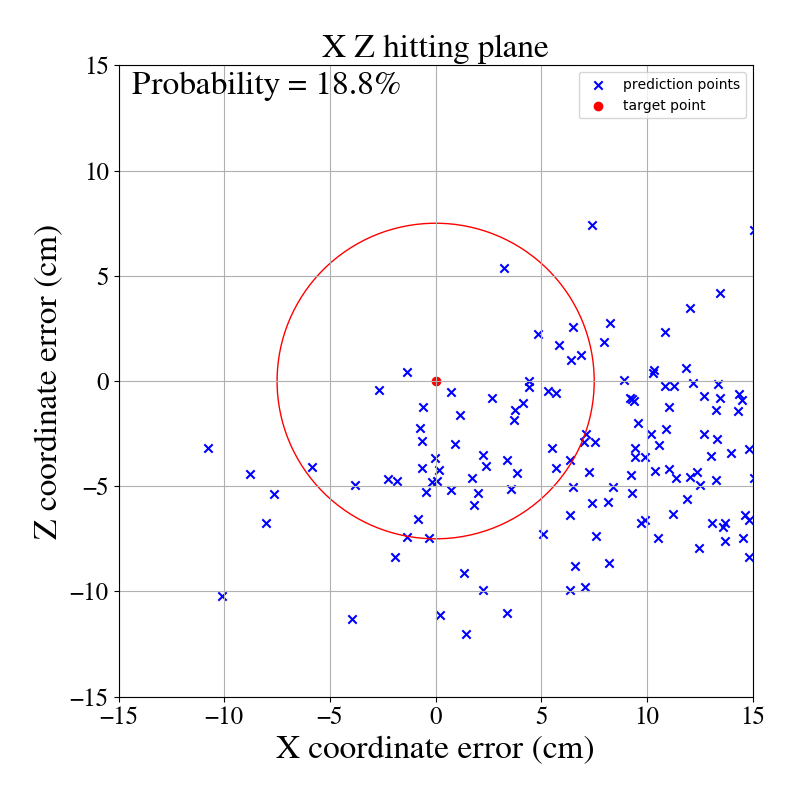 X Z hitting plane
Probability = 18.8%
prediction points
target point
15
10
5
0
−5
−10
−15
−15
−10
−5
0
5
10
15
Z coordinate error (cm)
X coordinate error (cm)